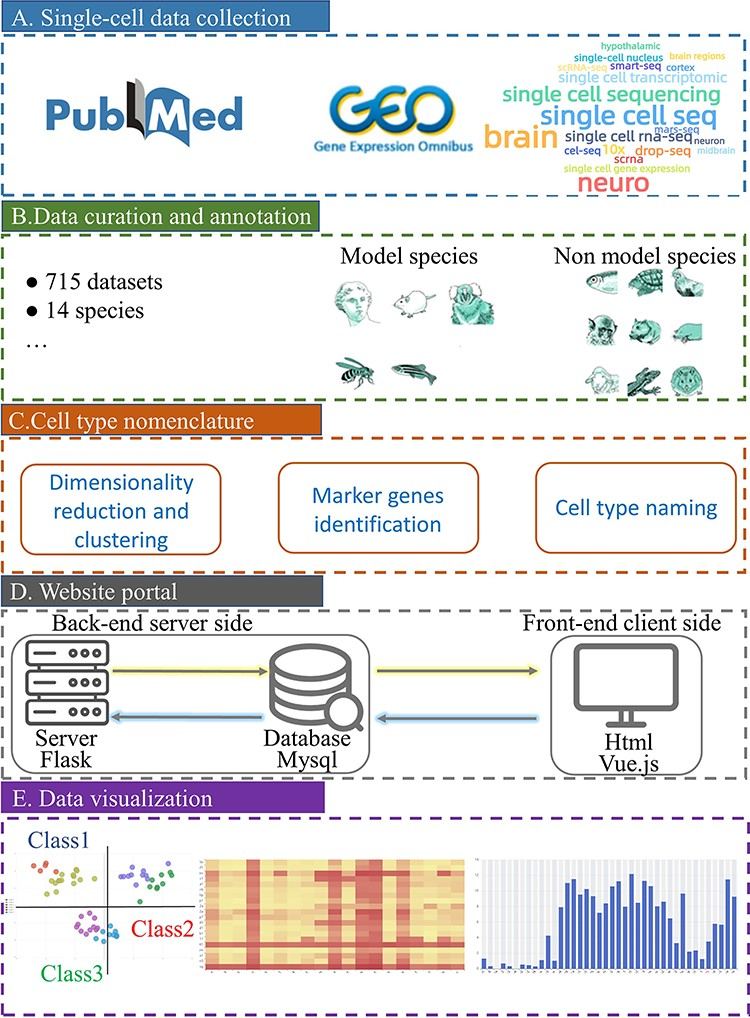 A. Single-cell data collection
PubMed
GEO
Gene Expression Omnibus
hypothalamic
single-cell nucleus brain regions
scRNA-seq smart-seq cortex
single cell transcriptomic
single cell sequencing
single cell seq
mars-seq
brain single cell rna-seq neuron
cel-seq 10x drop-seq midbrain
scrna
single cell gene expression
neuro
B.Data curation and annotation
● 715 datasets
● 14 species
…
Model species
Non model species
C.Cell type nomenclature
Dimensionality
reduction and
clustering
Marker genes
identification
Cell type naming
D. Website portal
Back-end server side
Front-end client side
Server
Flask
Database
Mysql
Html
Vue.js
E. Data visualization
Class1
Class2
Class3